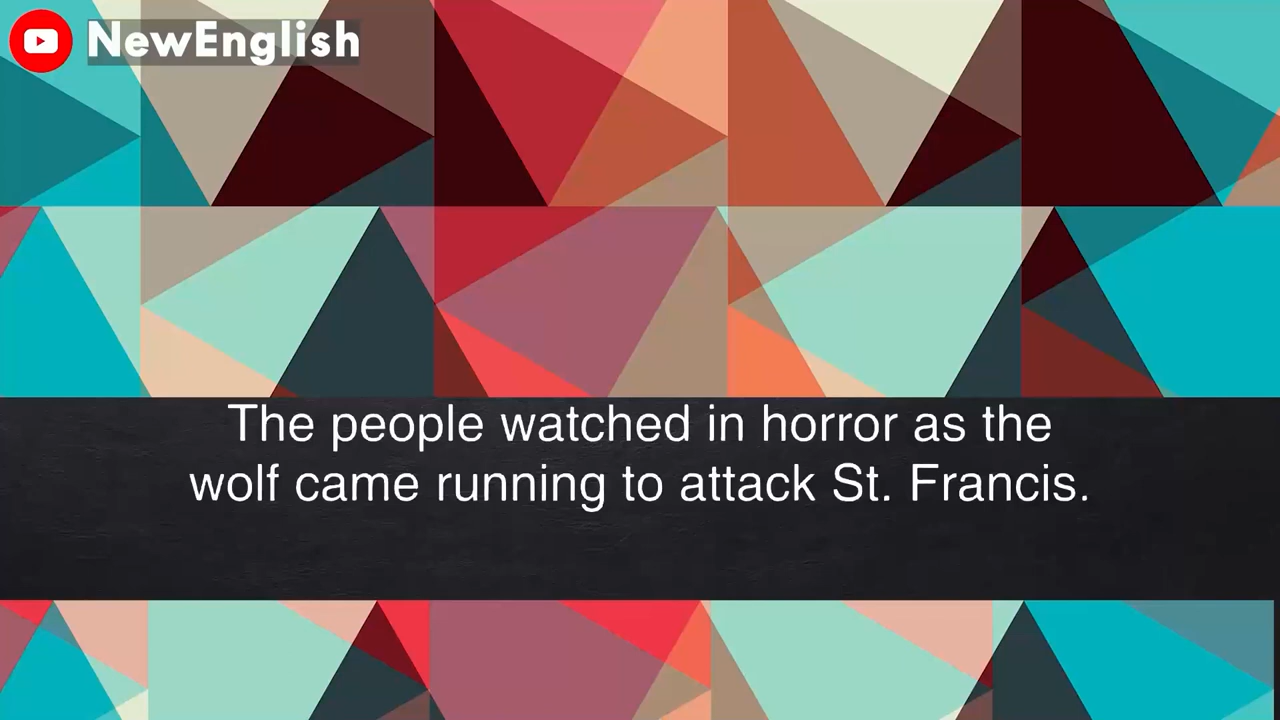 NewEnglish
The people watched in horror as the
wolf came running to attack St. Francis.